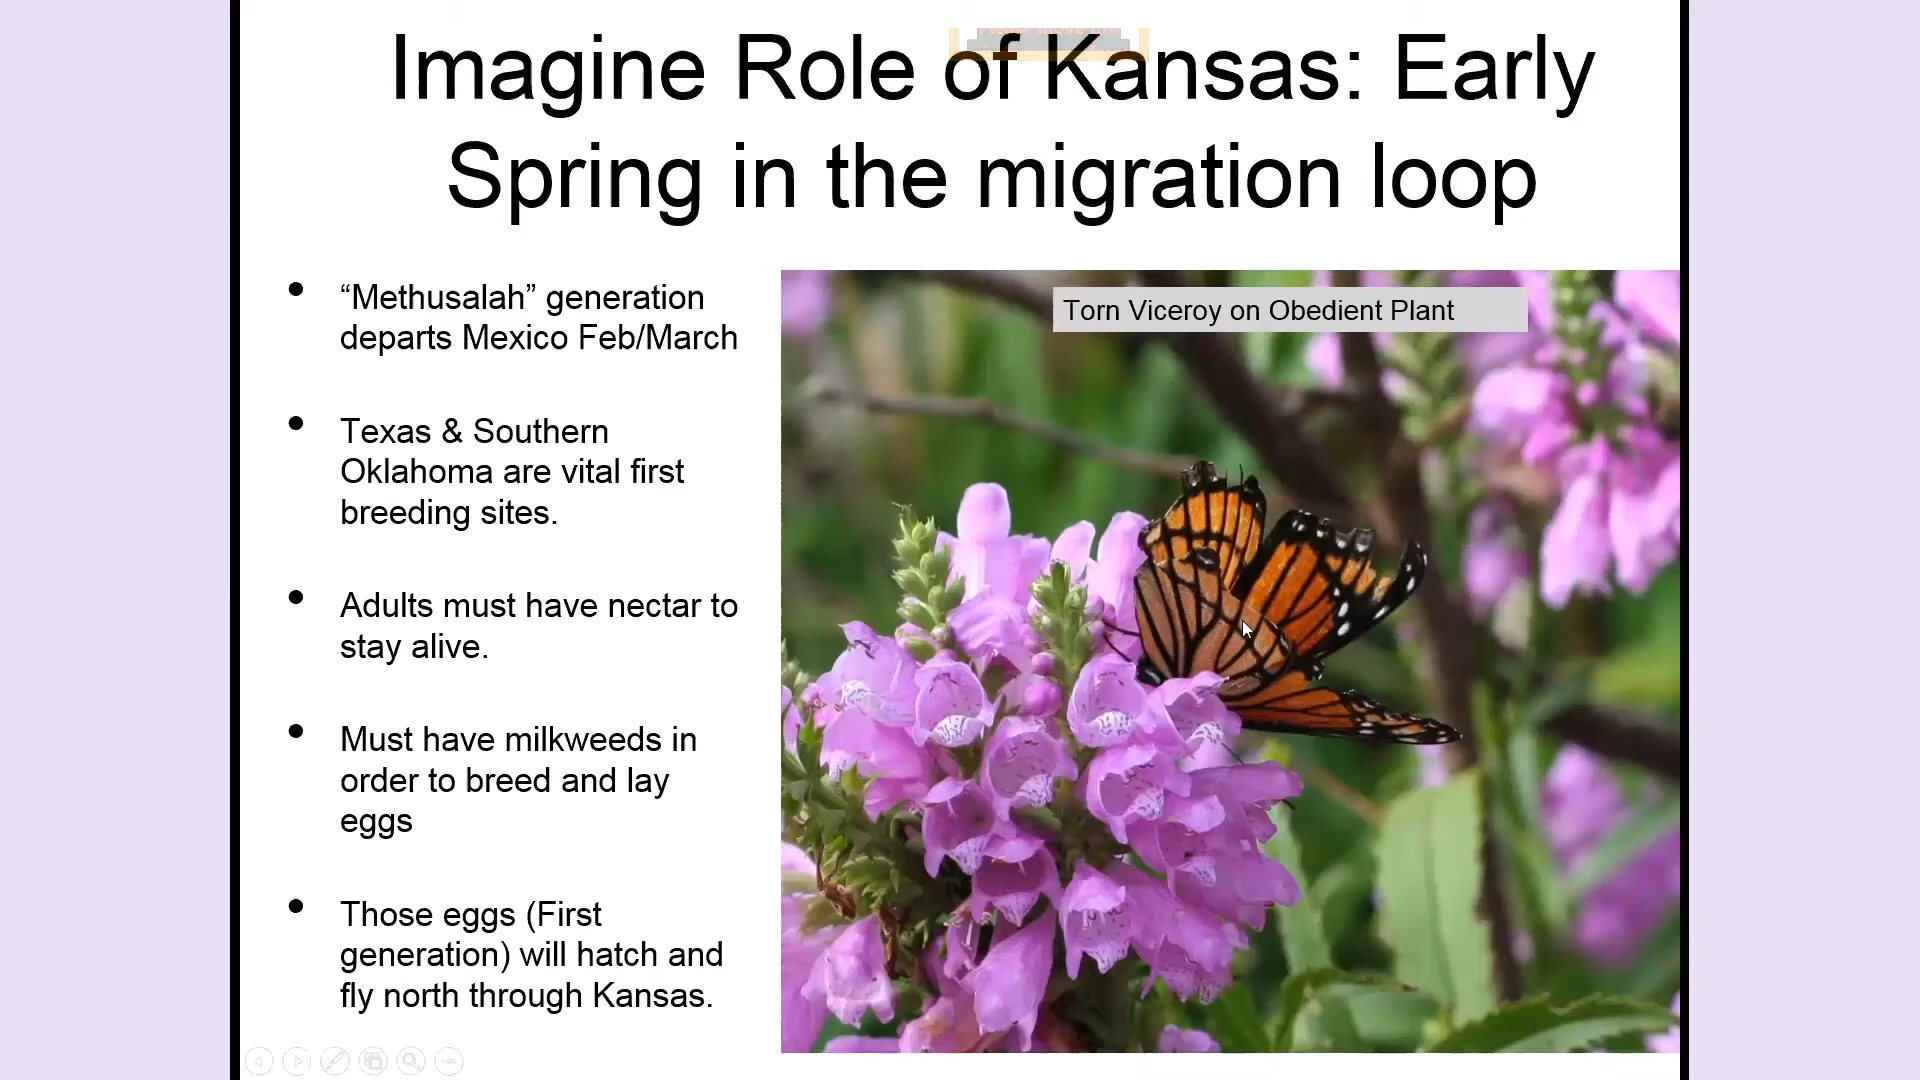 Imagine Role of Kansas: Early
Spring in the migration loop
• “Methusalah” generation
departs Mexico Feb/March
• Texas & Southern
Oklahoma are vital first
breeding sites.
• Adults must have nectar to
stay alive.
• Must have milkweeds in
order to breed and lay
eggs
• Those eggs (First
generation) will hatch and
fly north through Kansas.
Torn Viceroy on Obedient Plant